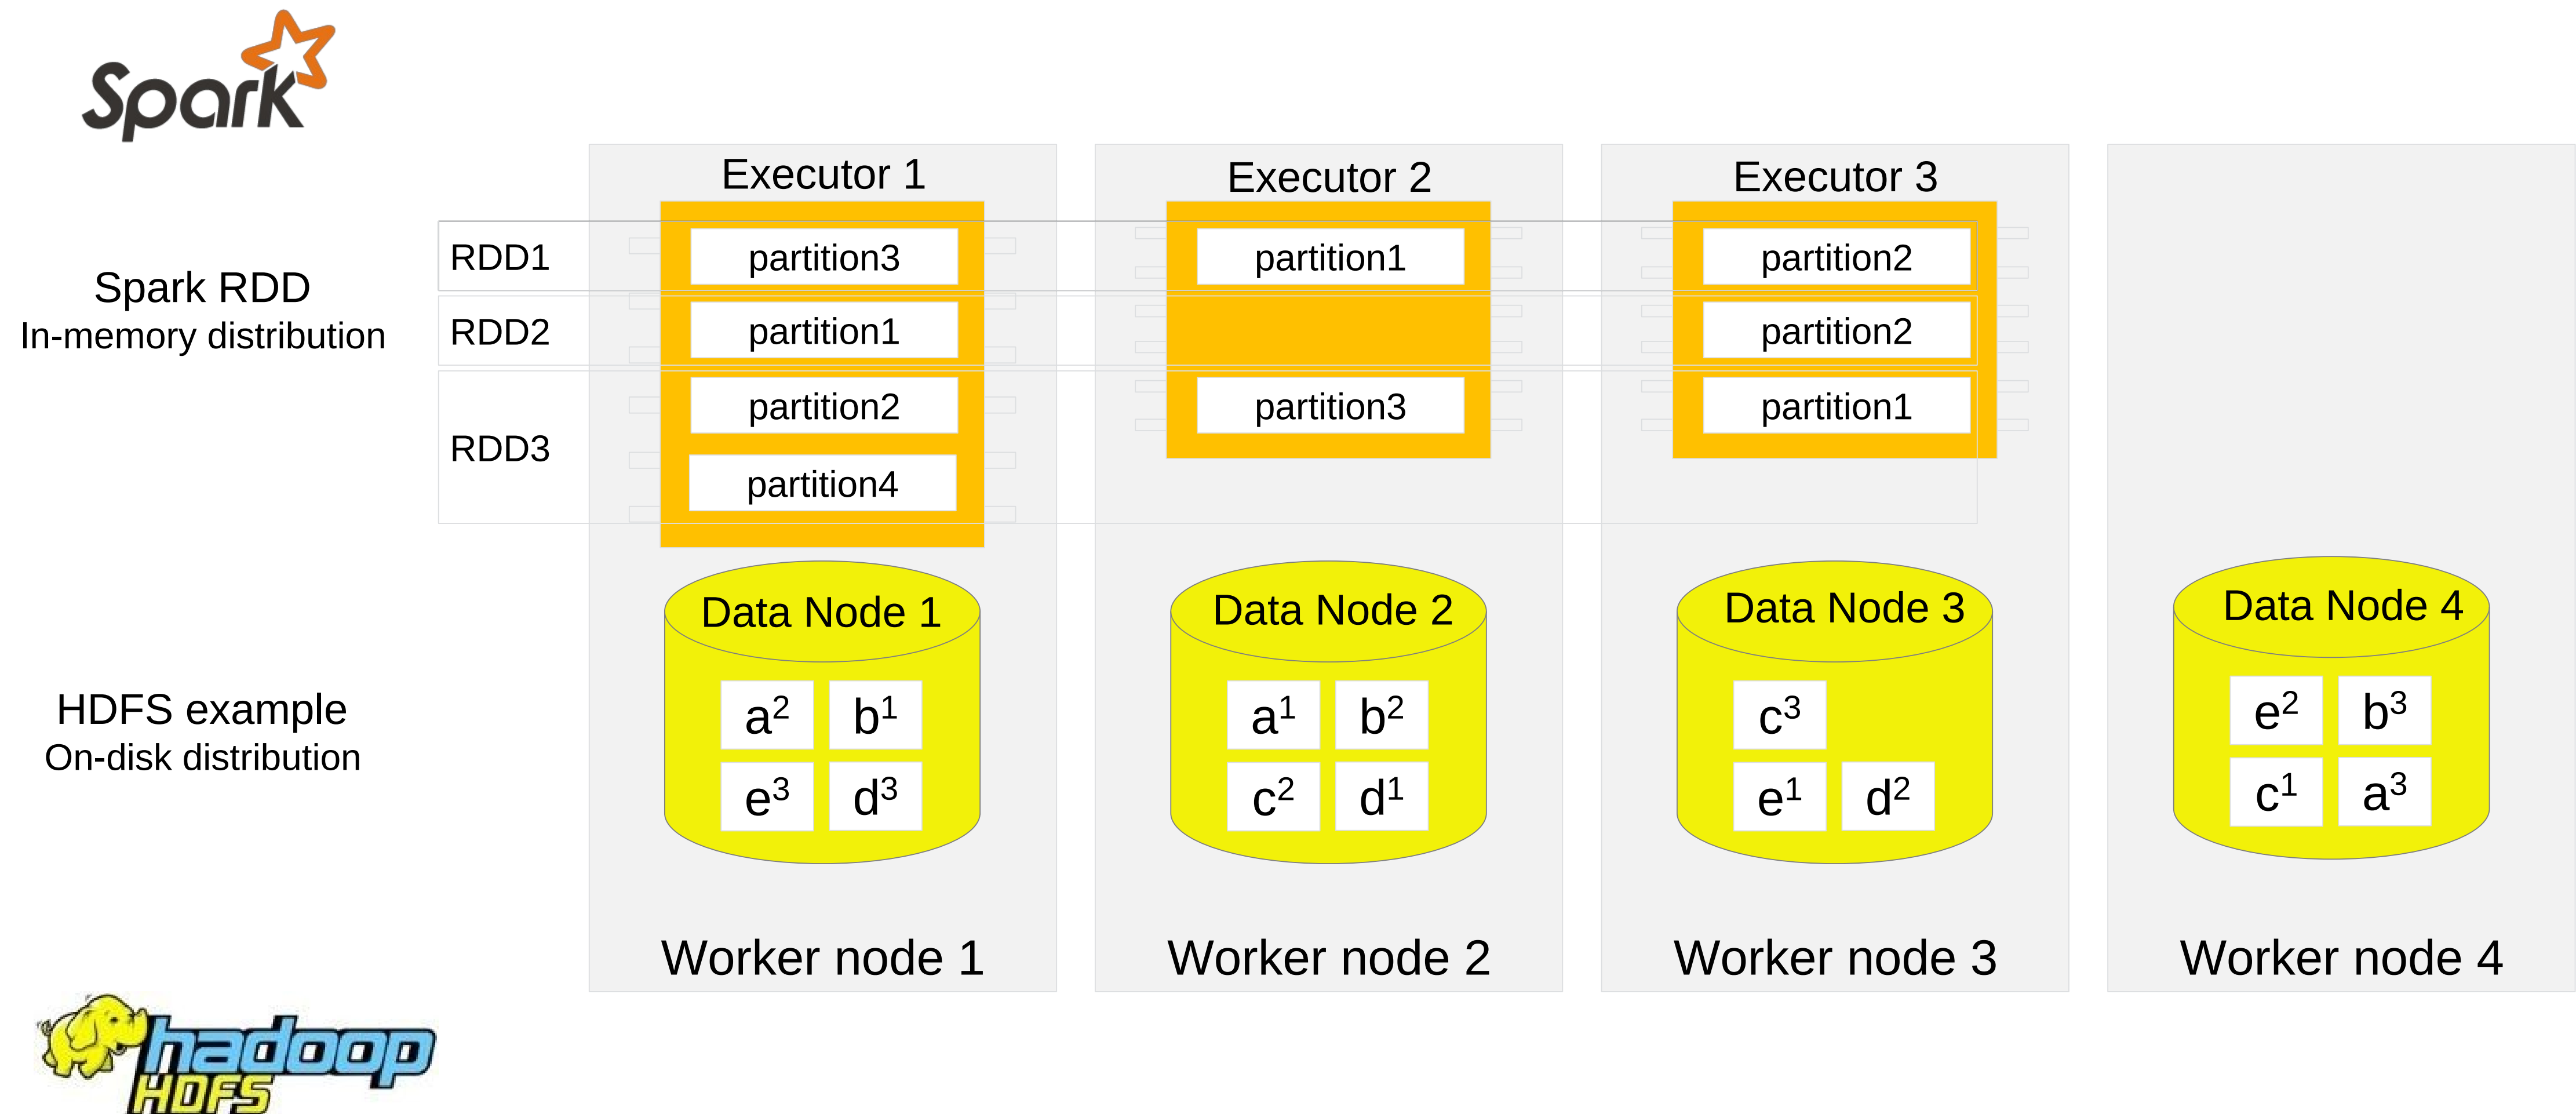 Spark
Executor 1
Executor 2
Executor 3
Spark RDD
In-memory distribution
RDD1
partition3
partition1
partition2
RDD2
partition1
partition2
RDD3
partition2
partition3
partition1
partition4
Data Node 1
Data Node 2
Data Node 3
Data Node 4
HDFS example
On-disk distribution
a² b¹
e³ d³
a¹ b²
c² d¹
c³
e¹ d²
e² b³
c¹ a³
Worker node 1
Worker node 2
Worker node 3
Worker node 4
hadoop
HDFS